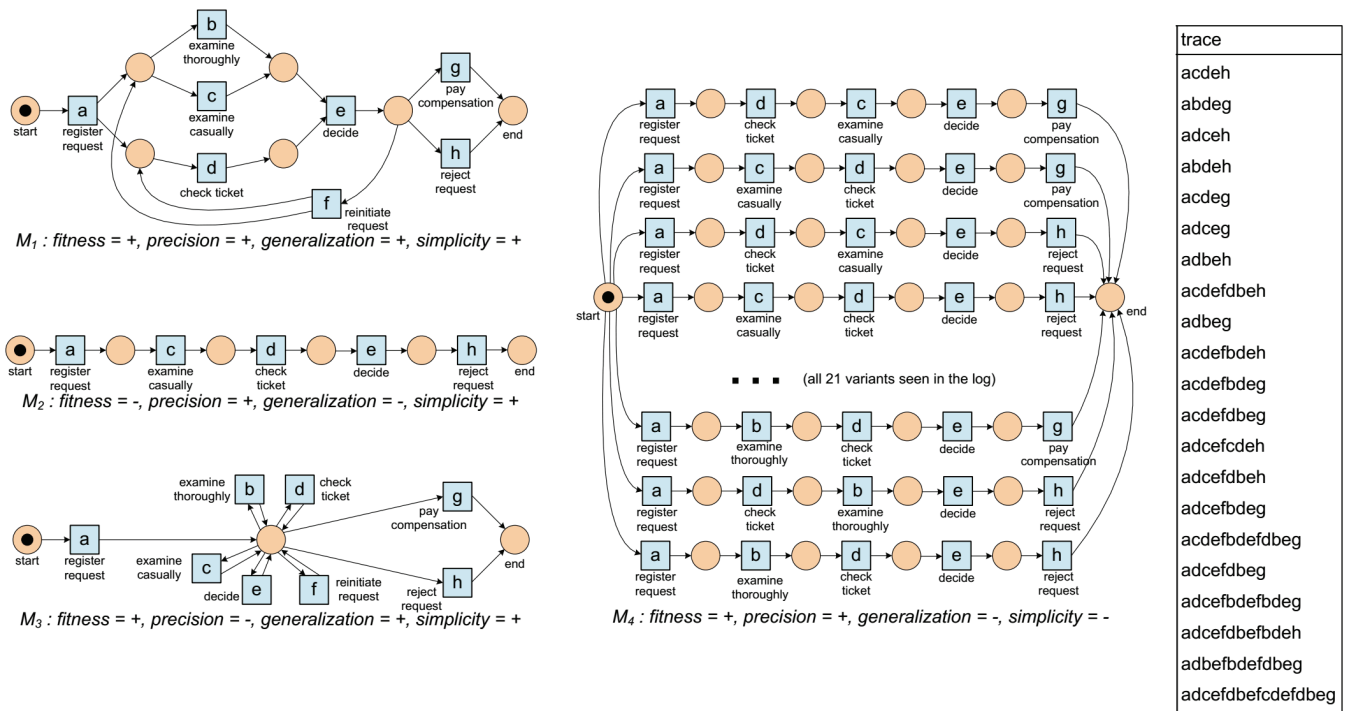 b
examine
thoroughly
g
pay
compensation
a
c
e
start
register
request
examine
casually
decide
end
d
h
check ticket
reject
request
f
reinitiate
request
M1 : fitness = +, precision = +, generalization = +, simplicity = +
a c d e h
start register request examine casually check ticket decide reject request end
M2 : fitness = -, precision = +, generalization = -, simplicity = +
examine
thoroughly
b
d
check
ticket
g
pay
compensation
a
start
register
request
end
examine
casually
c
decide
e
f
reinitiate
request
reject
request
h
M3 : fitness = +, precision = -, generalization = +, simplicity = +
a d c e g
register request check ticket examine casually decide pay compensation
a c d e g
register request examine casually check ticket decide pay compensation
a d c e h
register request check ticket examine casually decide reject request
a c d e h
start
end
register request examine casually check ticket decide reject request
(all 21 variants seen in the log)
a b d e g
register request examine thoroughly check ticket decide pay compensation
a d b e h
register request check ticket examine thoroughly decide reject request
a b d e h
register request examine thoroughly check ticket decide reject request
M4 : fitness = +, precision = +, generalization = -, simplicity = -
trace
acdeh
abdeg
adceh
abdeh
acdeg
adceg
adbeh
acdefdbeh
adbeg
acdefbdeh
acdefbdeg
acdefdbeg
adcefcdeh
adcefdbeh
adcefbdeg
acdefbdefdbeg
adcefdbeg
adcefbdefbdeg
adcefdbefbdeh
adbefbdefdbeg
adcefdbefcdefdbeg